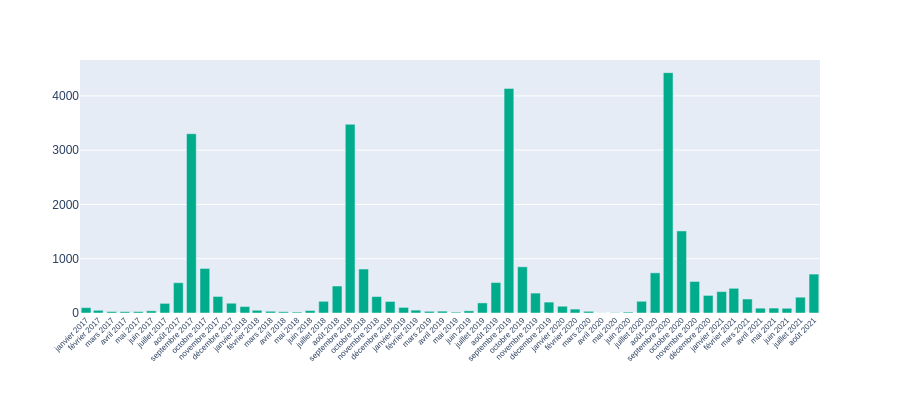 4000
3000
2000
1000
0
janvier 2017
février 2017
mars 2017
avril 2017
mai 2017
juin 2017
juillet 2017
août 2017
septembre 2017
octobre 2017
novembre 2017
décembre 2017
janvier 2018
février 2018
mars 2018
avril 2018
mai 2018
juin 2018
juillet 2018
août 2018
septembre 2018
octobre 2018
novembre 2018
décembre 2018
janvier 2019
février 2019
mars 2019
avril 2019
mai 2019
juin 2019
juillet 2019
août 2019
septembre 2019
octobre 2019
novembre 2019
décembre 2019
janvier 2020
février 2020
mars 2020
avril 2020
mai 2020
juin 2020
juillet 2020
août 2020
septembre 2020
octobre 2020
novembre 2020
décembre 2020
janvier 2021
février 2021
mars 2021
avril 2021
mai 2021
juin 2021
juillet 2021
août 2021